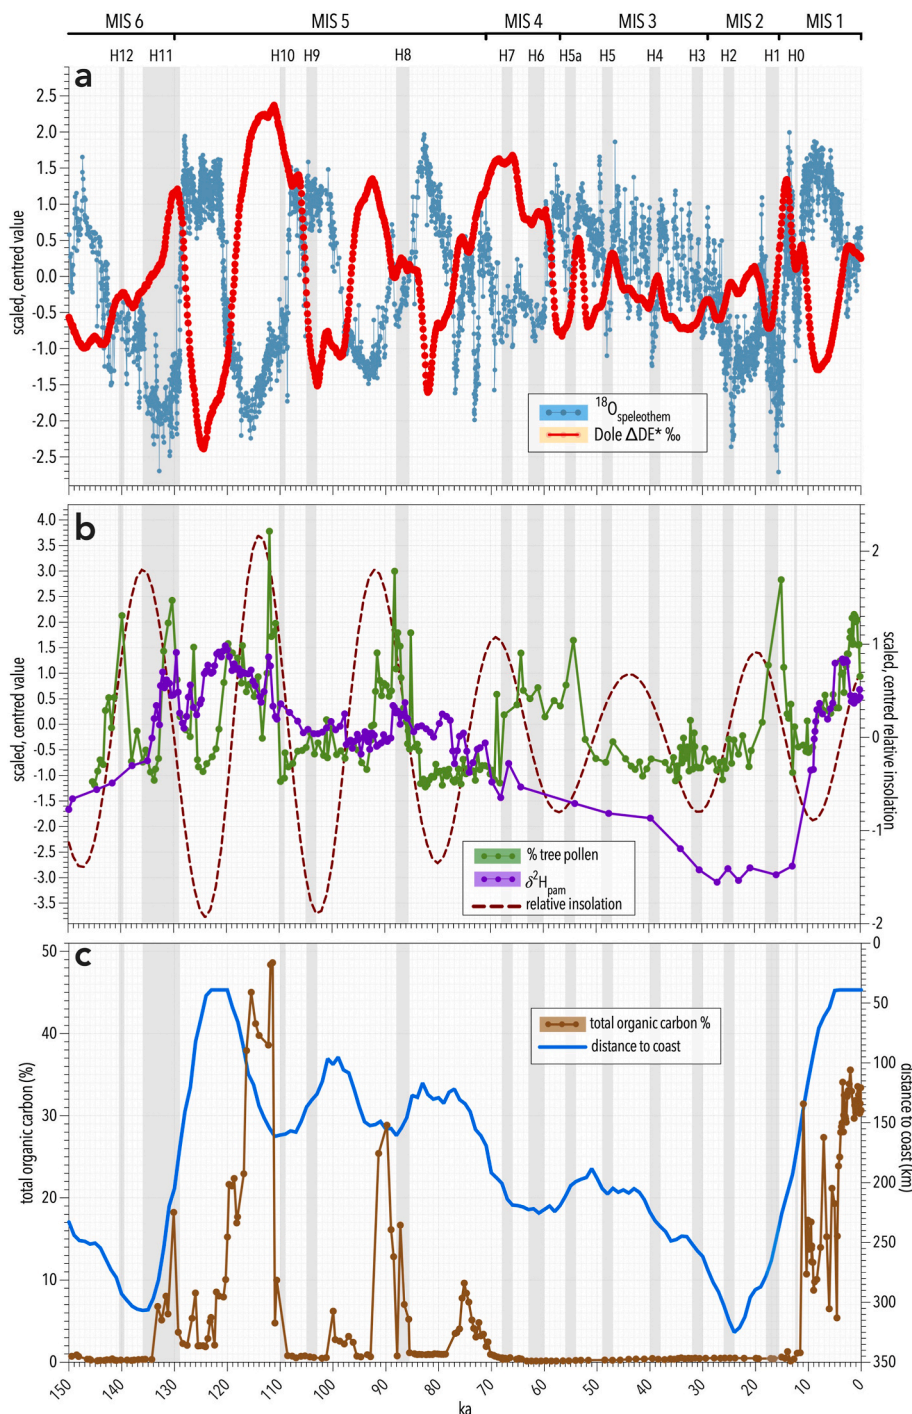 MIS 6 MIS 5 MIS 4 MIS 3 MIS 2 MIS 1
H12 H11 H10 H9 H8 H7 H6 H5a H5 H4 H3 H2 H1 H0
a
scaled, centred value
2.5
2.0
1.5
1.0
0.5
0.0
-0.5
-1.0
-1.5
-2.0
-2.5
18Ospeleothem
Dole ΔDE* ‰
b
scaled, centred value
4.0
3.5
3.0
2.5
2.0
1.5
1.0
0.5
0.0
-0.5
-1.0
-1.5
-2.0
-2.5
-3.0
-3.5
% tree pollen
δ2Hpam
relative insolation
2
1
0
-1
-2
scaled, centred relative insolation
c
total organic carbon (%)
50
40
30
20
10
0
total organic carbon %
distance to coast
0
50
100
150
200
250
300
350
distance to coast (km)
150 140 130 120 110 100 90 80 70 60 50 40 30 20 10 0
ka